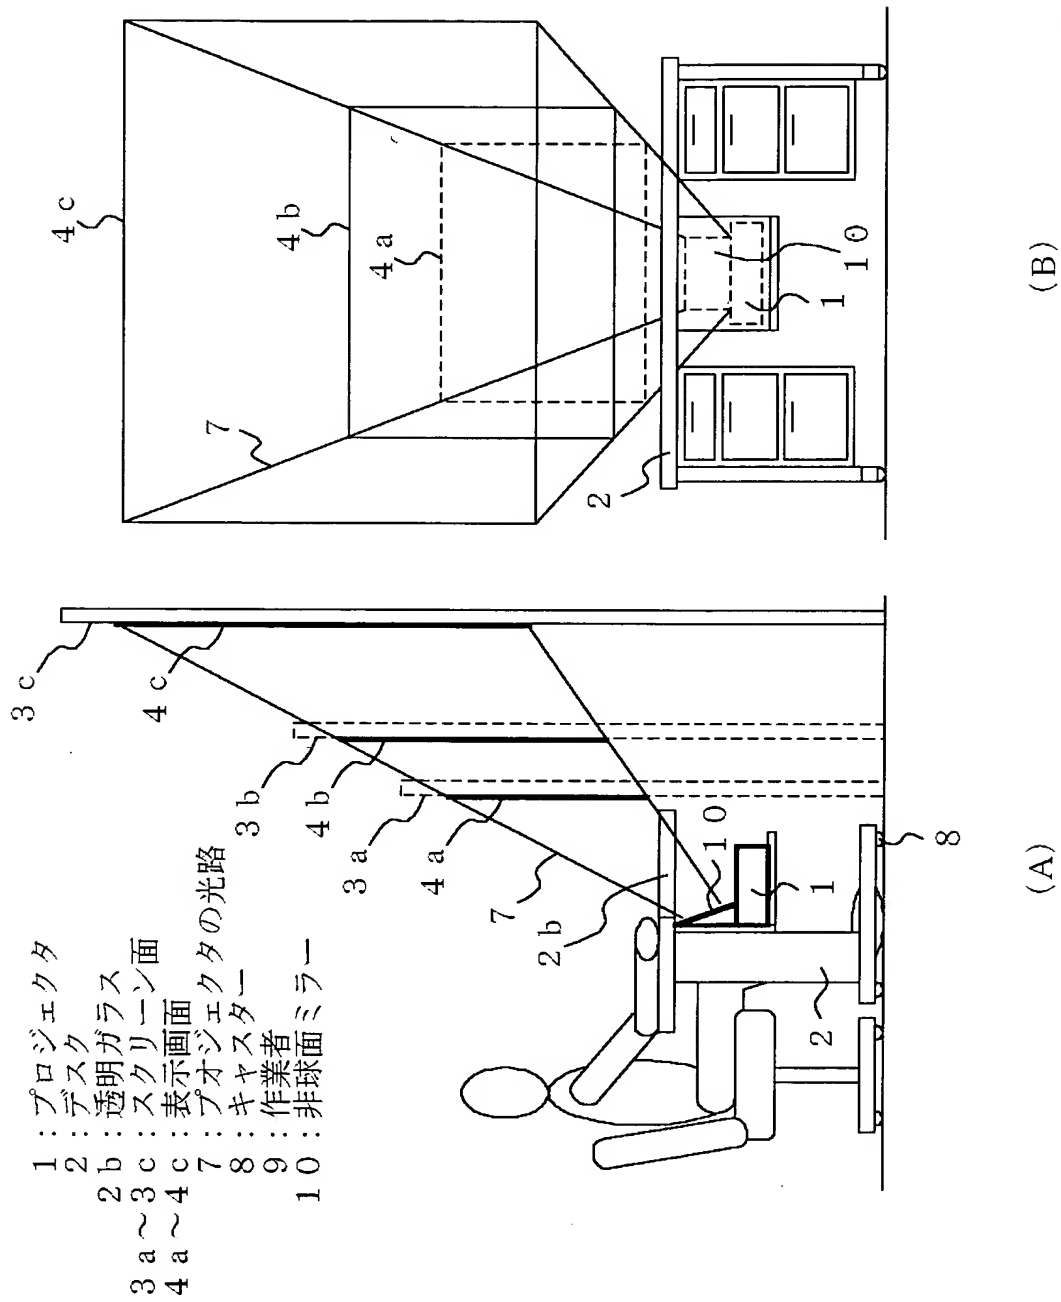 １：プロジェクタ
２：デスク
２ｂ：透明ガラス
３ａ～３ｃ：スクリーン面
４ａ～４ｃ：表示画面
７：プオジェクタの光路
８：キャスター
９：作業者
１０：非球面ミラー
３ｃ
４ｃ
３ｂ
４ｂ
３ａ
４ａ
７
２ｂ
１０
１
２
８
（Ａ）
４ｃ
４ｂ
４ａ
７
２
１
１０
（Ｂ）